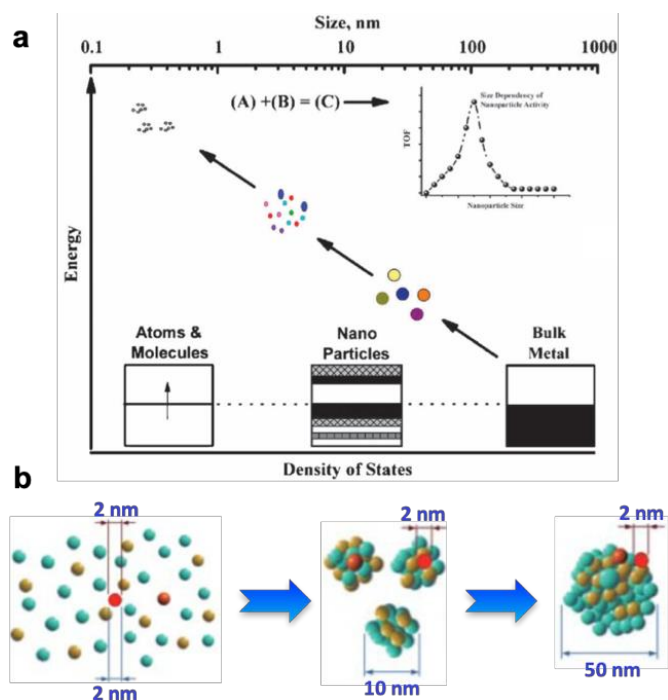 a
Size, nm
0.1 1 10 100 1000
(A) +(B) = (C)
Size Dependency of
Nanoparticle Activity
TOF
Nanoparticle Size
Energy
Atoms &
Molecules
Nano
Particles
Bulk
Metal
Density of States
b
2 nm
2 nm
2 nm
10 nm
2 nm
50 nm